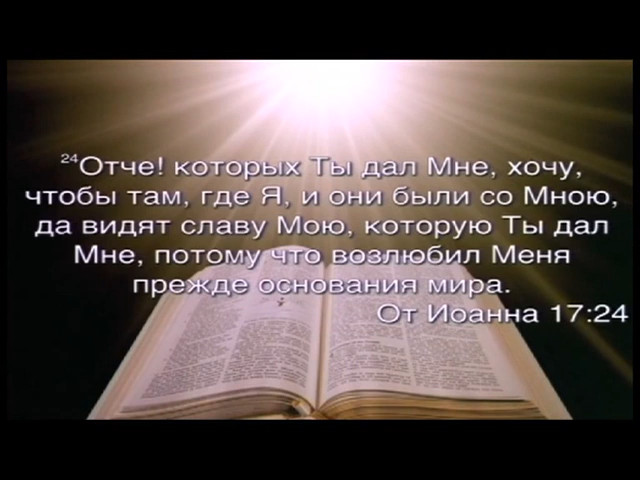 24Отче! которых Ты дал Мне, хочу,
чтобы там, где Я, и они были со Мною,
да видят славу Мою, которую Ты дал
Мне, потому что возлюбил Меня
прежде основания мира.
От Иоанна 17:24